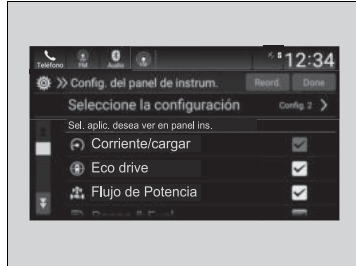 Teléfono FM Audio 12:34
Config. del panel de instrum. Reord. Done
Seleccione la configuración Config. 2
Sel. aplic. desea ver en panel ins.
Corriente/cargar
Eco drive
Flujo de Potencia